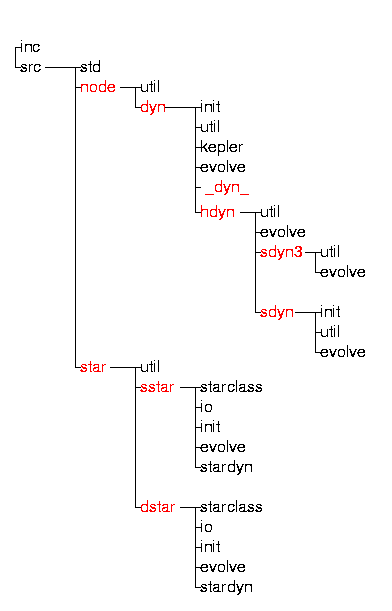 inc
src std
node util
dyn init
util
kepler
evolve
_dyn_
hdyn util
evolve
sdyn3 util
evolve
sdyn init
util
evolve
star util
sstar starclass
io
init
evolve
stardyn
dstar starclass
io
init
evolve
stardyn